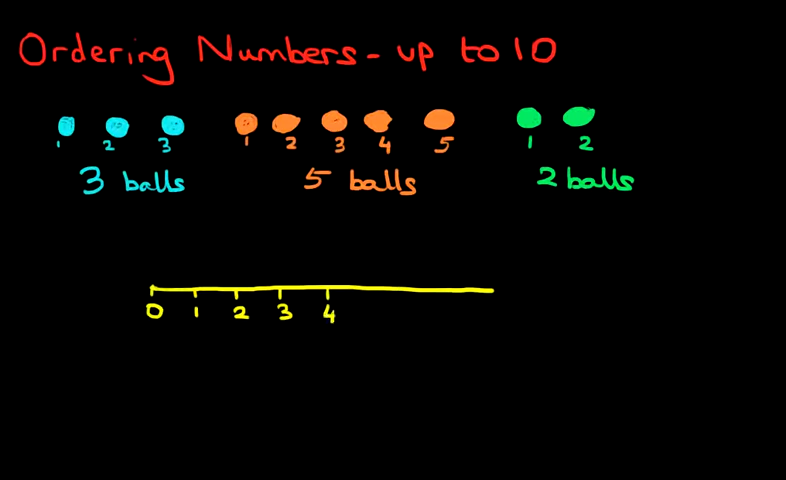 Ordering Numbers - up to 10
1 2 3 1 2 3 4 5 1 2
3 balls 5 balls 2 balls
0 1 2 3 4